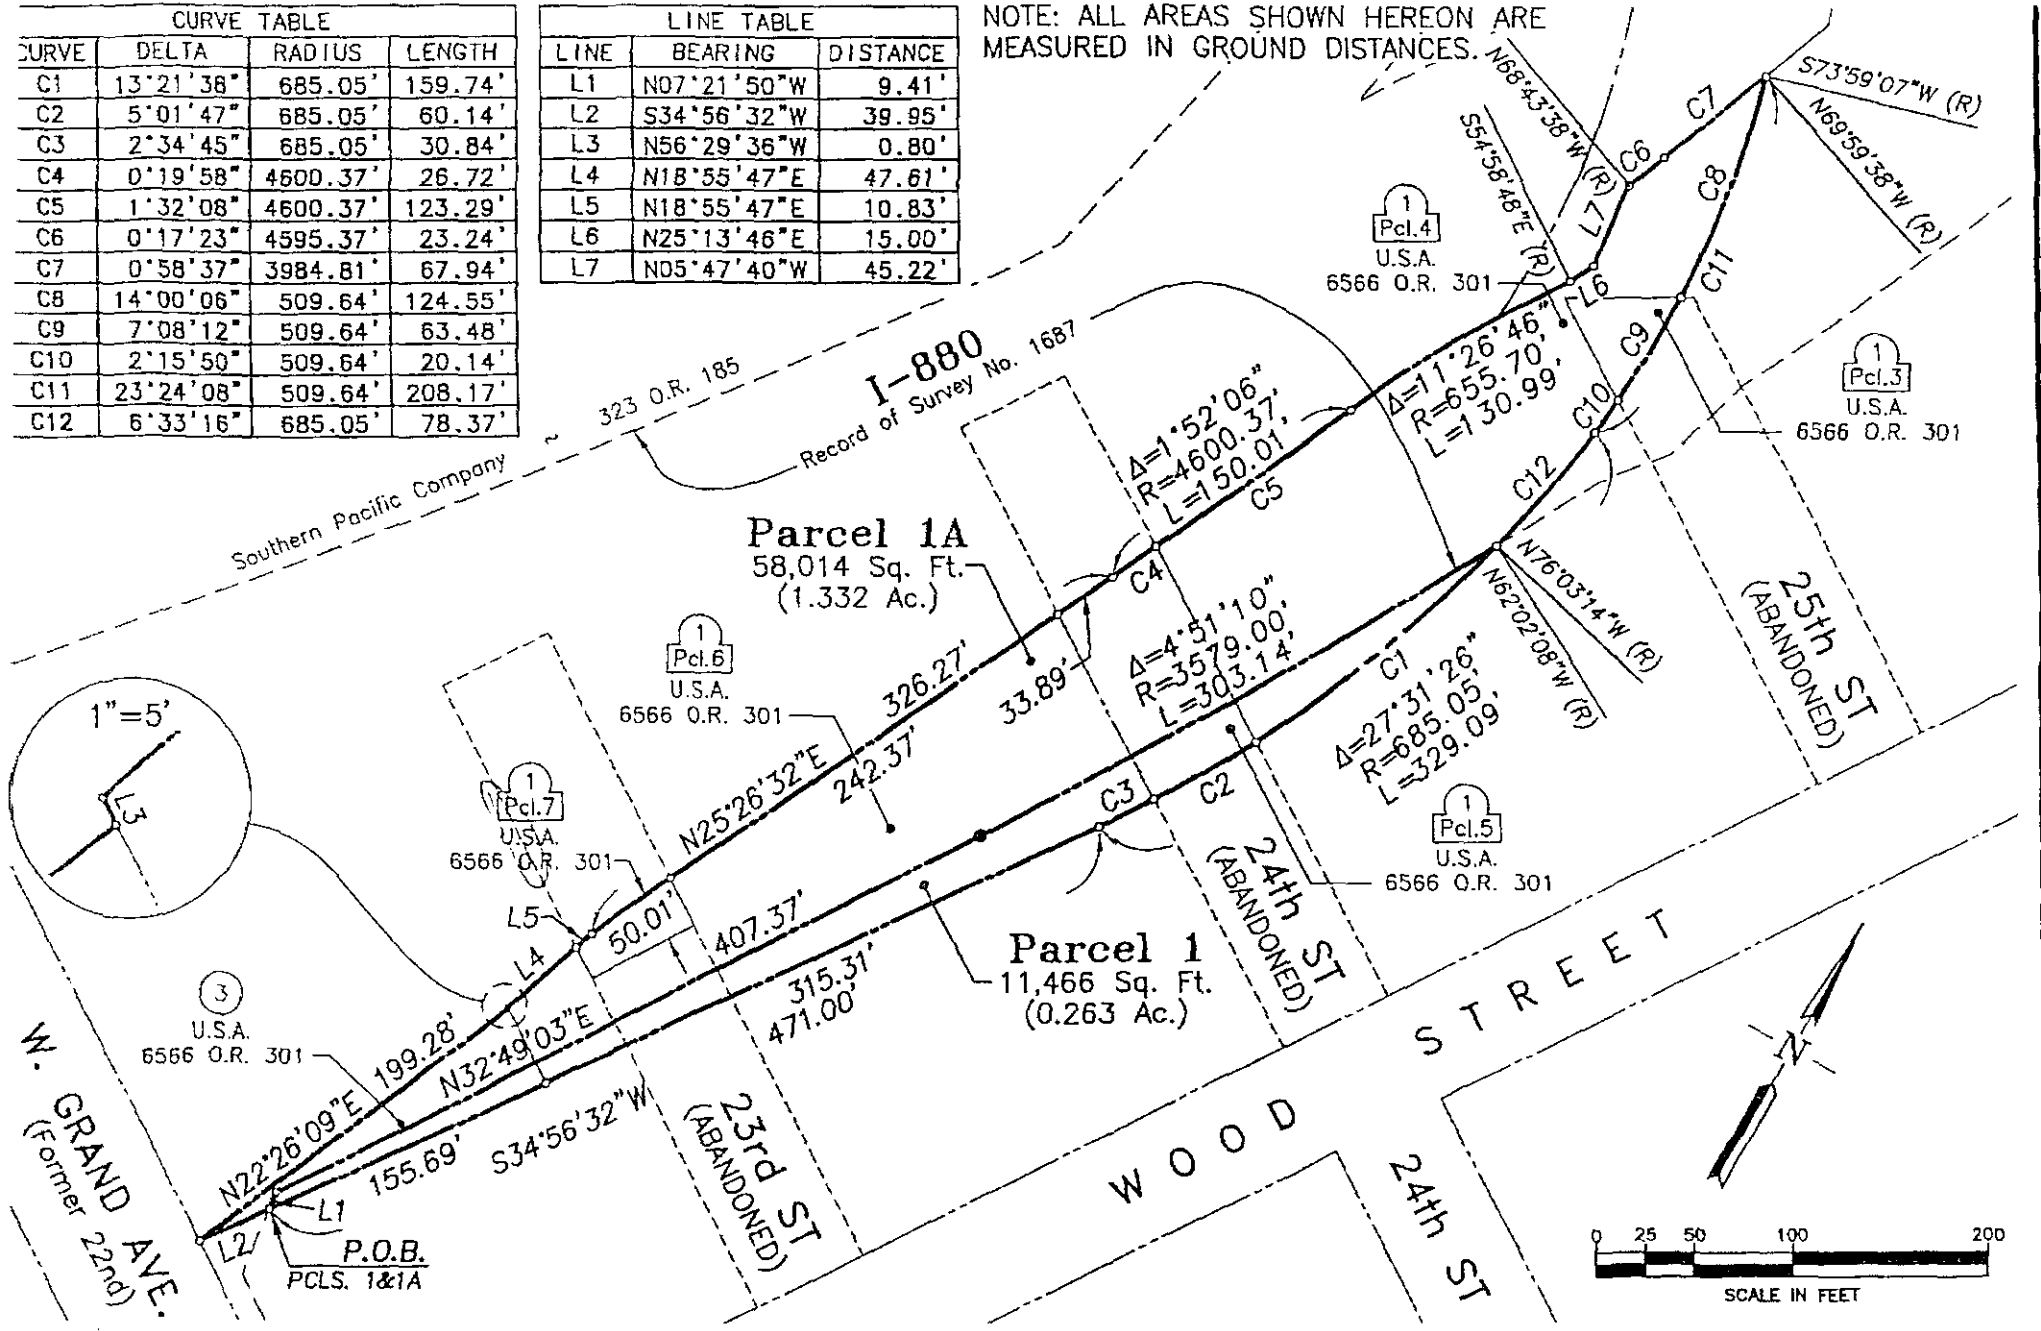 CURVE TABLE
CURVE DELTA RADIUS LENGTH
C1 13°21'38" 685.05' 159.74'
C2 5°01'47" 685.05' 60.14'
C3 2°34'45" 685.05' 30.84'
C4 0°19'58" 4600.37' 26.72'
C5 1°32'08" 4600.37' 123.29'
C6 0°17'23" 4595.37' 23.24'
C7 0°58'37" 3984.81' 67.94'
C8 14°00'06" 509.64' 124.55'
C9 7°08'12" 509.64' 63.48'
C10 2°15'50" 509.64' 20.14'
C11 23°24'08" 509.64' 208.17'
C12 6°33'16" 685.05' 78.37'
LINE TABLE
LINE BEARING DISTANCE
L1 N07°21'50"W 9.41'
L2 S34°56'32"W 39.95'
L3 N56°29'36"W 0.80'
L4 N18°55'47"E 47.61'
L5 N18°55'47"E 10.83'
L6 N25°13'46"E 15.00'
L7 N05°47'40"W 45.22'
NOTE: ALL AREAS SHOWN HEREON ARE
MEASURED IN GROUND DISTANCES.
N68°43'38"W (R)
S54°58'48"E (R)
S73°59'07"W (R)
N69°59'38"W (R)
C7
C6
L7
C8
C11
L6
C9
C10
C12
1
Pcl.4
U.S.A.
6566 O.R. 301
1
Pcl.3
U.S.A.
6566 O.R. 301
Southern Pacific Company ~ 323 O.R. 185
I-880
Record of Survey No. 1687
Δ=11°26'46"
R=655.70'
L=130.99'
Δ=1°52'06"
R=4600.37'
L=150.01'
C5
C4
Parcel 1A
58,014 Sq. Ft.
(1.332 Ac.)
1
Pcl.6
U.S.A.
6566 O.R. 301
326.27'
33.89'
N25°26'32"E
242.37'
Δ=4°51'10"
R=3579.00'
L=303.14'
C1
Δ=27°31'26"
R=685.05'
L=329.09
N76°03'14"W (R)
N62°02'08"W (R)
25th ST
(ABANDONED)
C3
C2
1
Pcl.5
U.S.A.
6566 O.R. 301
24th ST
(ABANDONED)
1"=5'
L3
1
Pcl.7
U.S.A.
6566 O.R. 301
L5
50.01'
L4
407.37'
Parcel 1
11,466 Sq. Ft.
(0.263 Ac.)
315.31'
471.00'
3
U.S.A.
6566 O.R. 301
199.28'
N22°26'09"E
N32°49'03"E
S34°56'32"W
155.69'
23rd ST
(ABANDONED)
L1
L2
P.O.B.
PCLS. 1&1A
W. GRAND AVE.
(Former 22nd)
WOOD STREET
24th ST
N
0 25 50 100 200
SCALE IN FEET